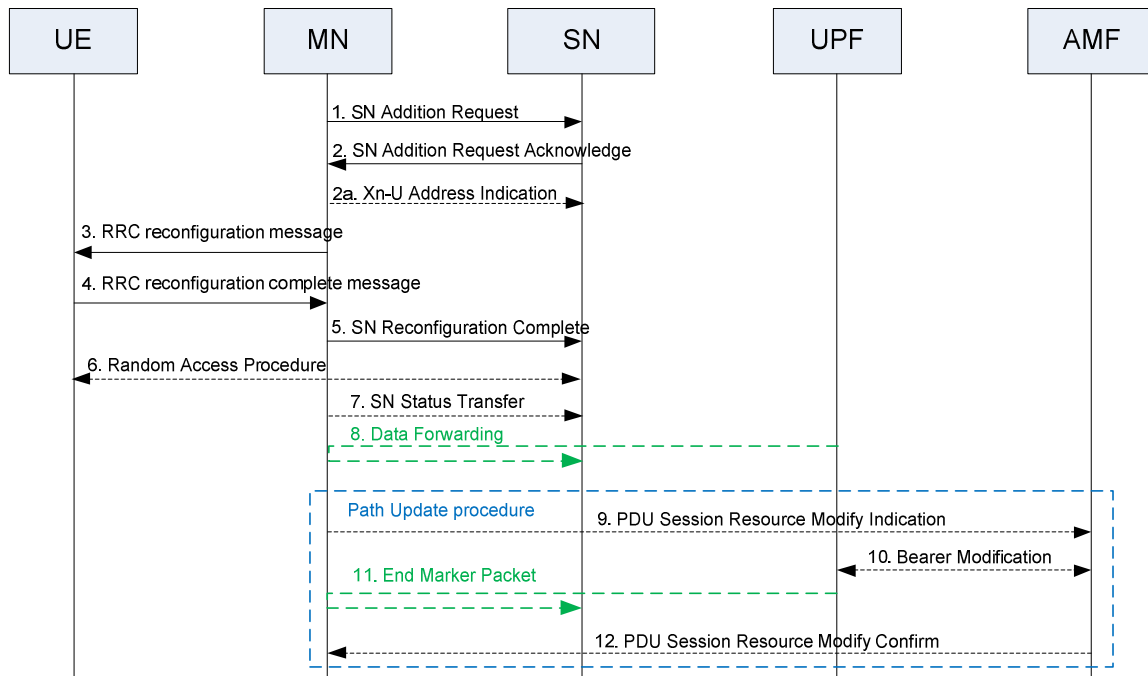 UE
MN
SN
UPF
AMF
1. SN Addition Request
2. SN Addition Request Acknowledge
2a. Xn-U Address Indication
3. RRC reconfiguration message
4. RRC reconfiguration complete message
5. SN Reconfiguration Complete
6. Random Access Procedure
7. SN Status Transfer
8. Data Forwarding
Path Update procedure
9. PDU Session Resource Modify Indication
10. Bearer Modification
11. End Marker Packet
12. PDU Session Resource Modify Confirm